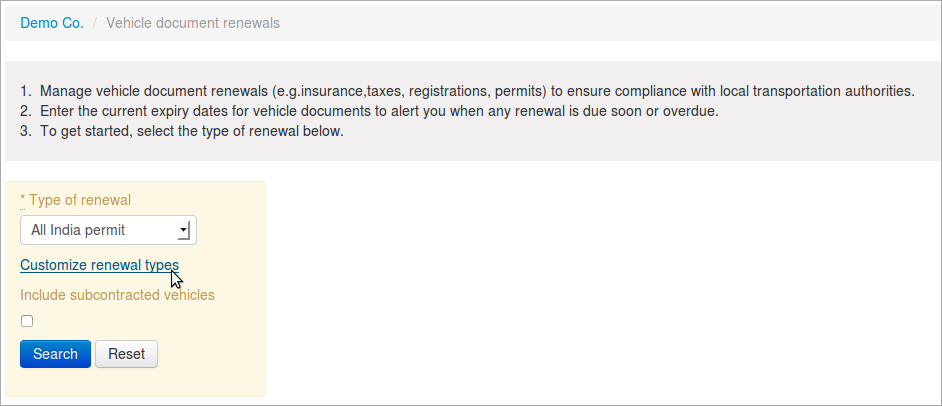 Demo Co. / Vehicle document renewals
1. Manage vehicle document renewals (e.g.insurance,taxes, registrations, permits) to ensure compliance with local transportation authorities.
2. Enter the current expiry dates for vehicle documents to alert you when any renewal is due soon or overdue.
3. To get started, select the type of renewal below.
* Type of renewal
All India permit
Customize renewal types
Include subcontracted vehicles
Search Reset